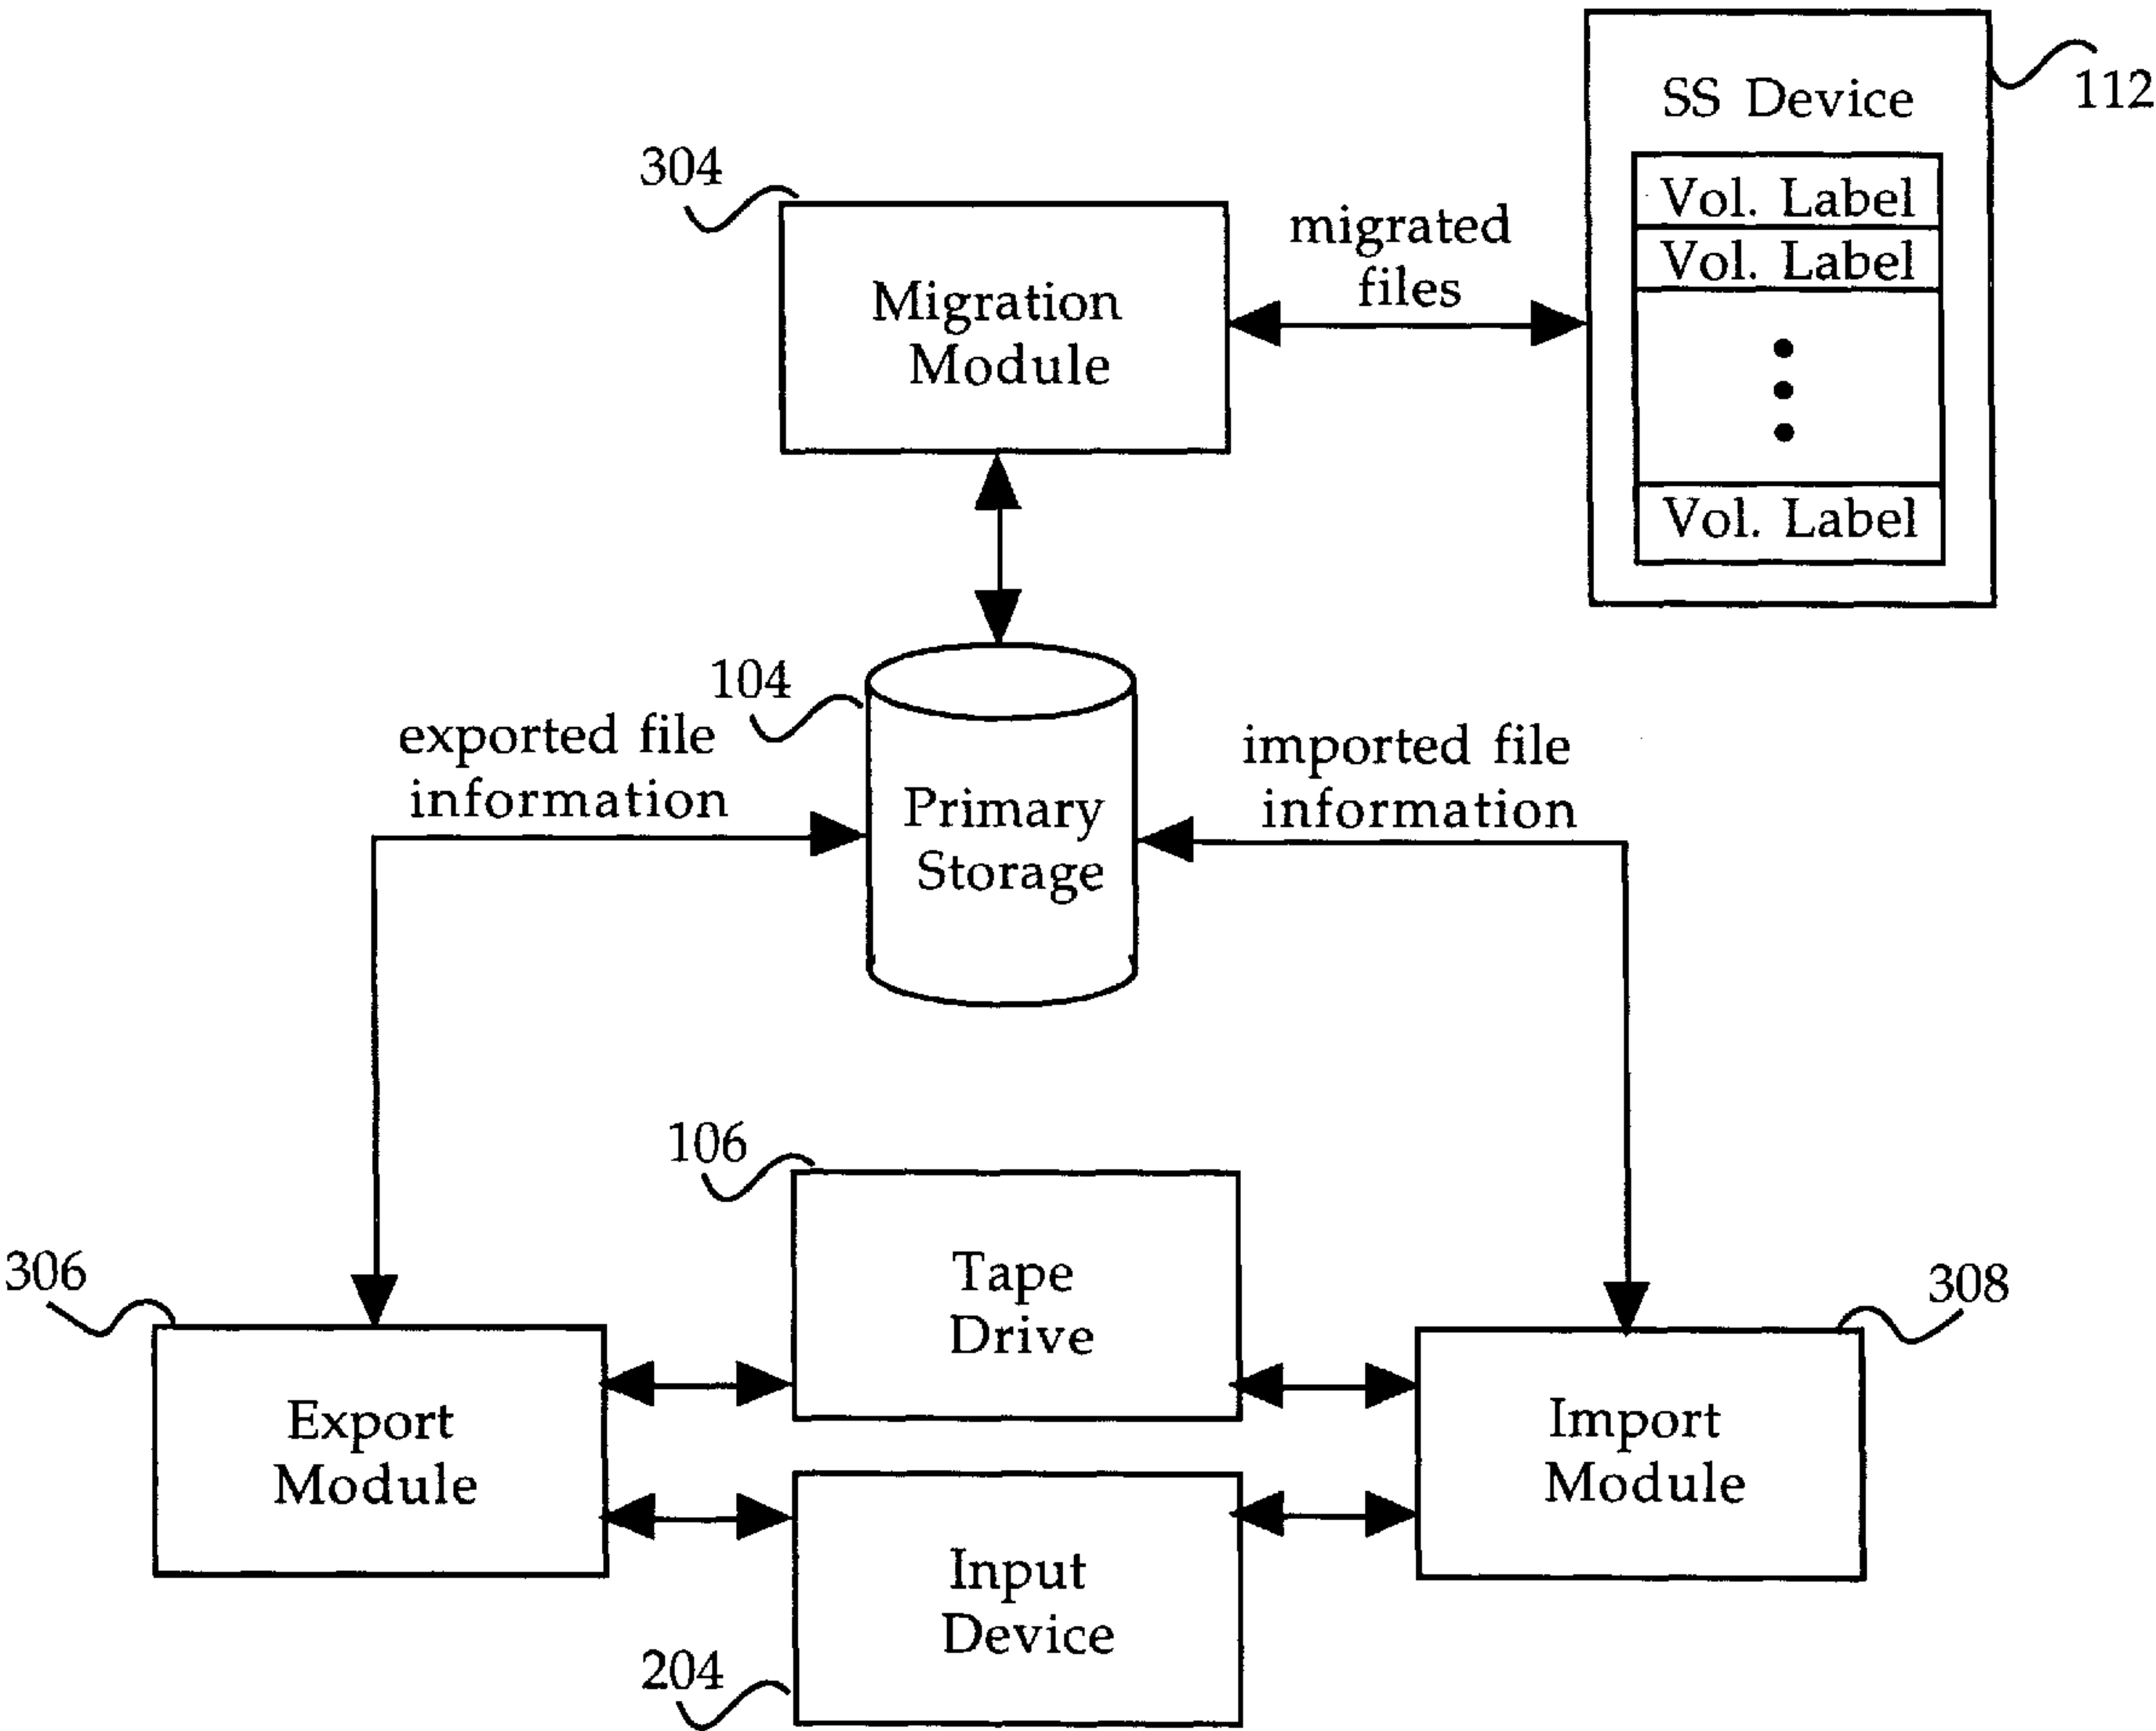 112
SS Device
Vol. Label
Vol. Label
Vol. Label
304
Migration
Module
migrated
files
104
Primary
Storage
exported file
information
imported file
information
106
Tape
Drive
306
Export
Module
308
Import
Module
Input
Device
204